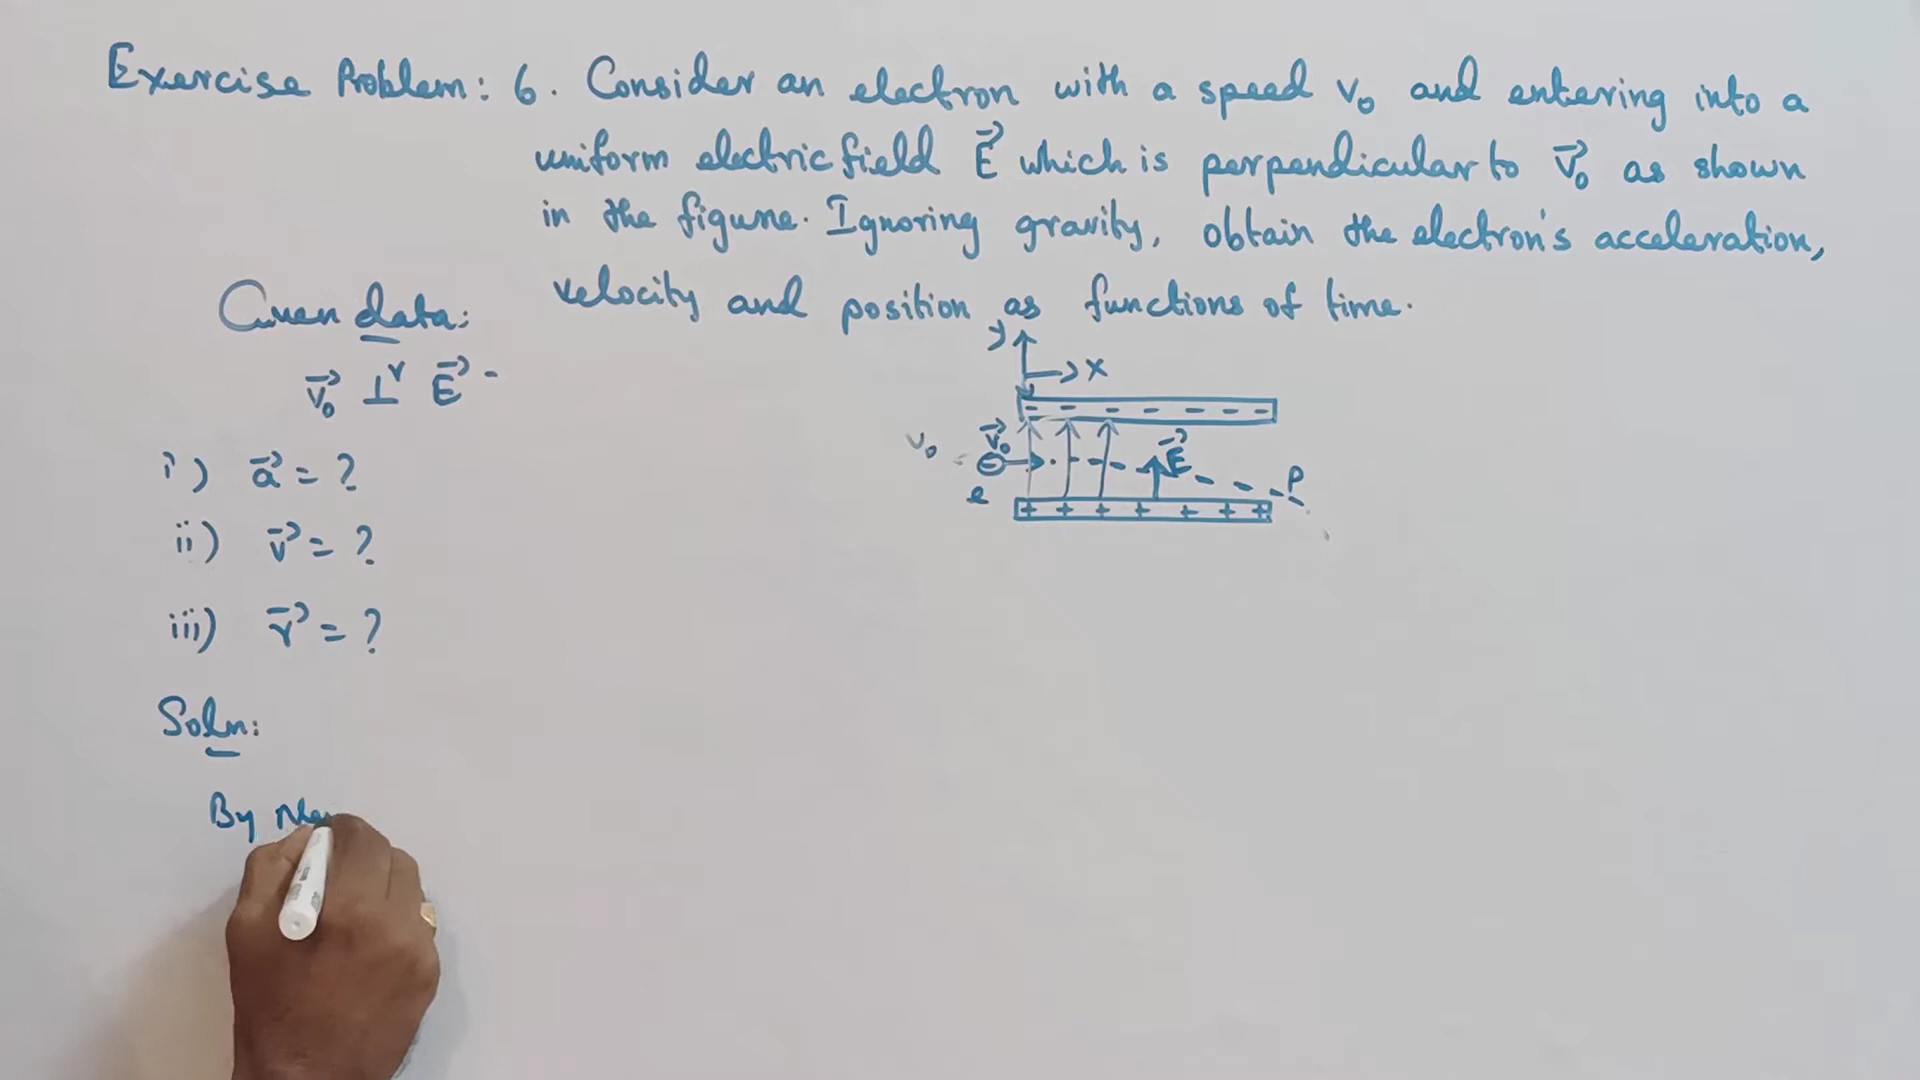 Exercise Problem: 6. Consider an electron with a speed v₀ and entering into a
uniform electric field E⃗ which is perpendicular to v⃗₀ as shown
in the figure. Ignoring gravity, obtain the electron's acceleration,
velocity and position as functions of time.
Given data:
v⃗₀ ⊥ʳ E⃗ -
i) a⃗ = ?
ii) v⃗ = ?
iii) r⃗ = ?
y
x
- - - - - - -
v₀
v⃗₀
E⃗
P
e
+ + + + + + +
Soln:
By